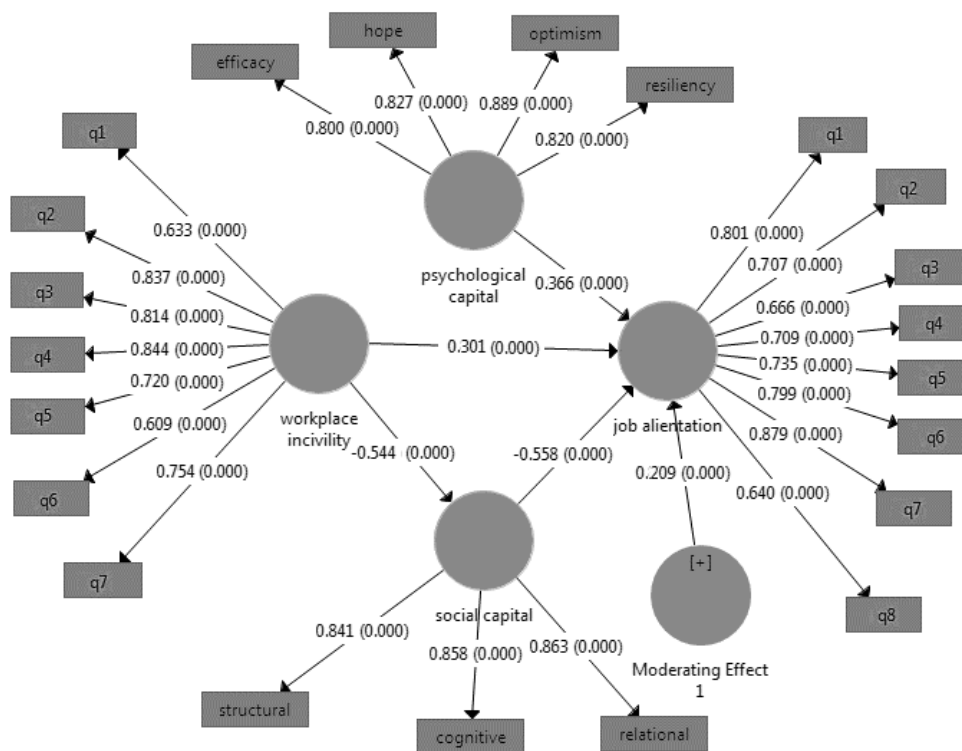 hope
optimism
efficacy
resiliency
0.827 (0.000)
0.889 (0.000)
0.800 (0.000)
0.820 (0.000)
q1
q2
q3
q4
q5
q6
q7
0.633 (0.000)
0.837 (0.000)
0.814 (0.000)
0.844 (0.000)
0.720 (0.000)
0.609 (0.000)
0.754 (0.000)
workplace
incivility
psychological
capital
0.366 (0.000)
0.301 (0.000)
-0.544 (0.000)
-0.558 (0.000)
job alientation
q1
q2
q3
q4
q5
q6
q7
q8
0.801 (0.000)
0.707 (0.000)
0.666 (0.000)
0.709 (0.000)
0.735 (0.000)
0.799 (0.000)
0.879 (0.000)
0.640 (0.000)
0.209 (0.000)
[+]
Moderating Effect
1
social capital
0.841 (0.000)
0.858 (0.000)
0.863 (0.000)
structural
cognitive
relational